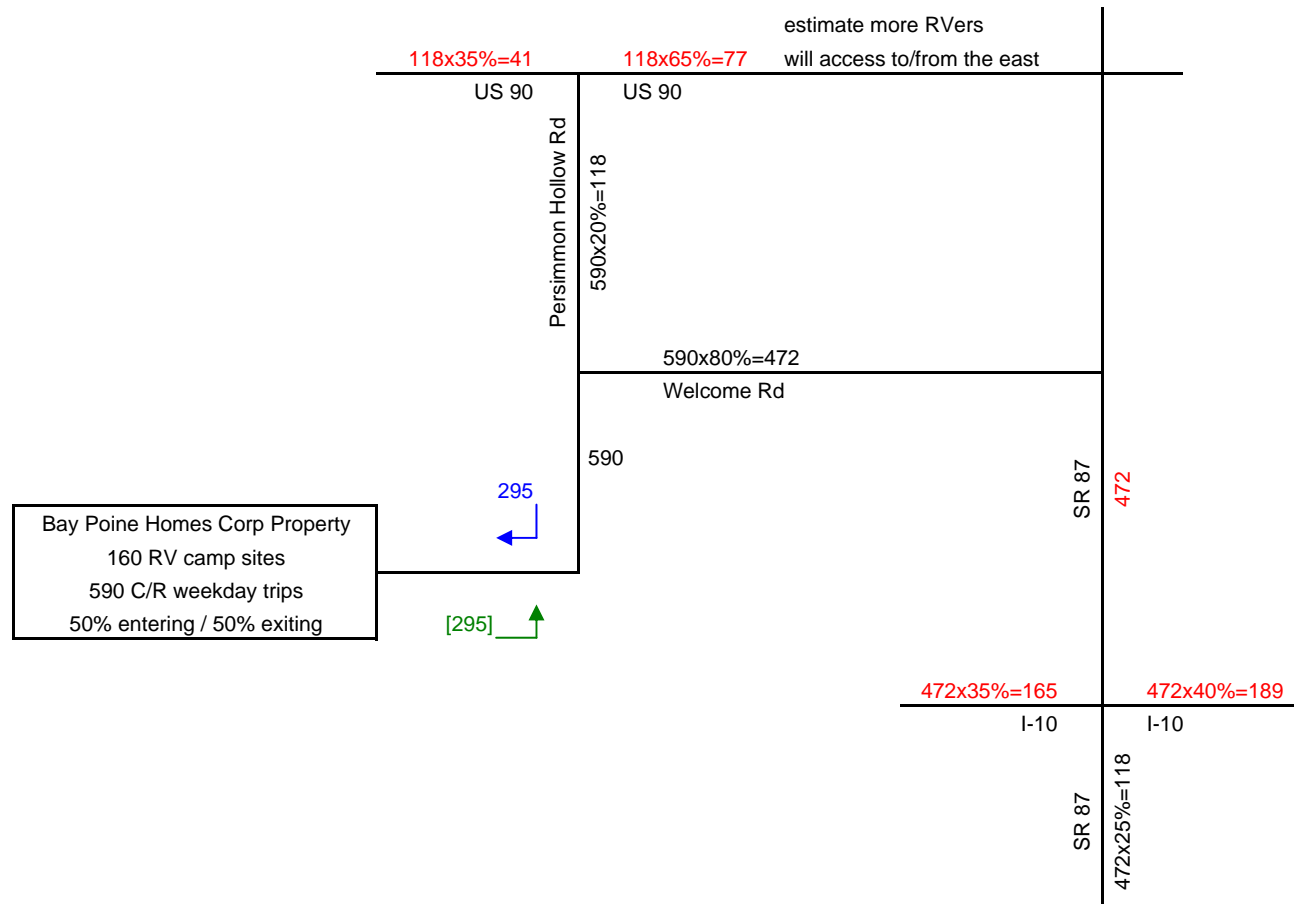 estimate more RVers
118x35%=41
118x65%=77
will access to/from the east
US 90
US 90
Persimmon Hollow Rd
590x20%=118
590x80%=472
Welcome Rd
590
SR 87
472
295
Bay Poine Homes Corp Property
160 RV camp sites
590 C/R weekday trips
50% entering / 50% exiting
[295]
472x35%=165
472x40%=189
I-10
I-10
SR 87
472x25%=118